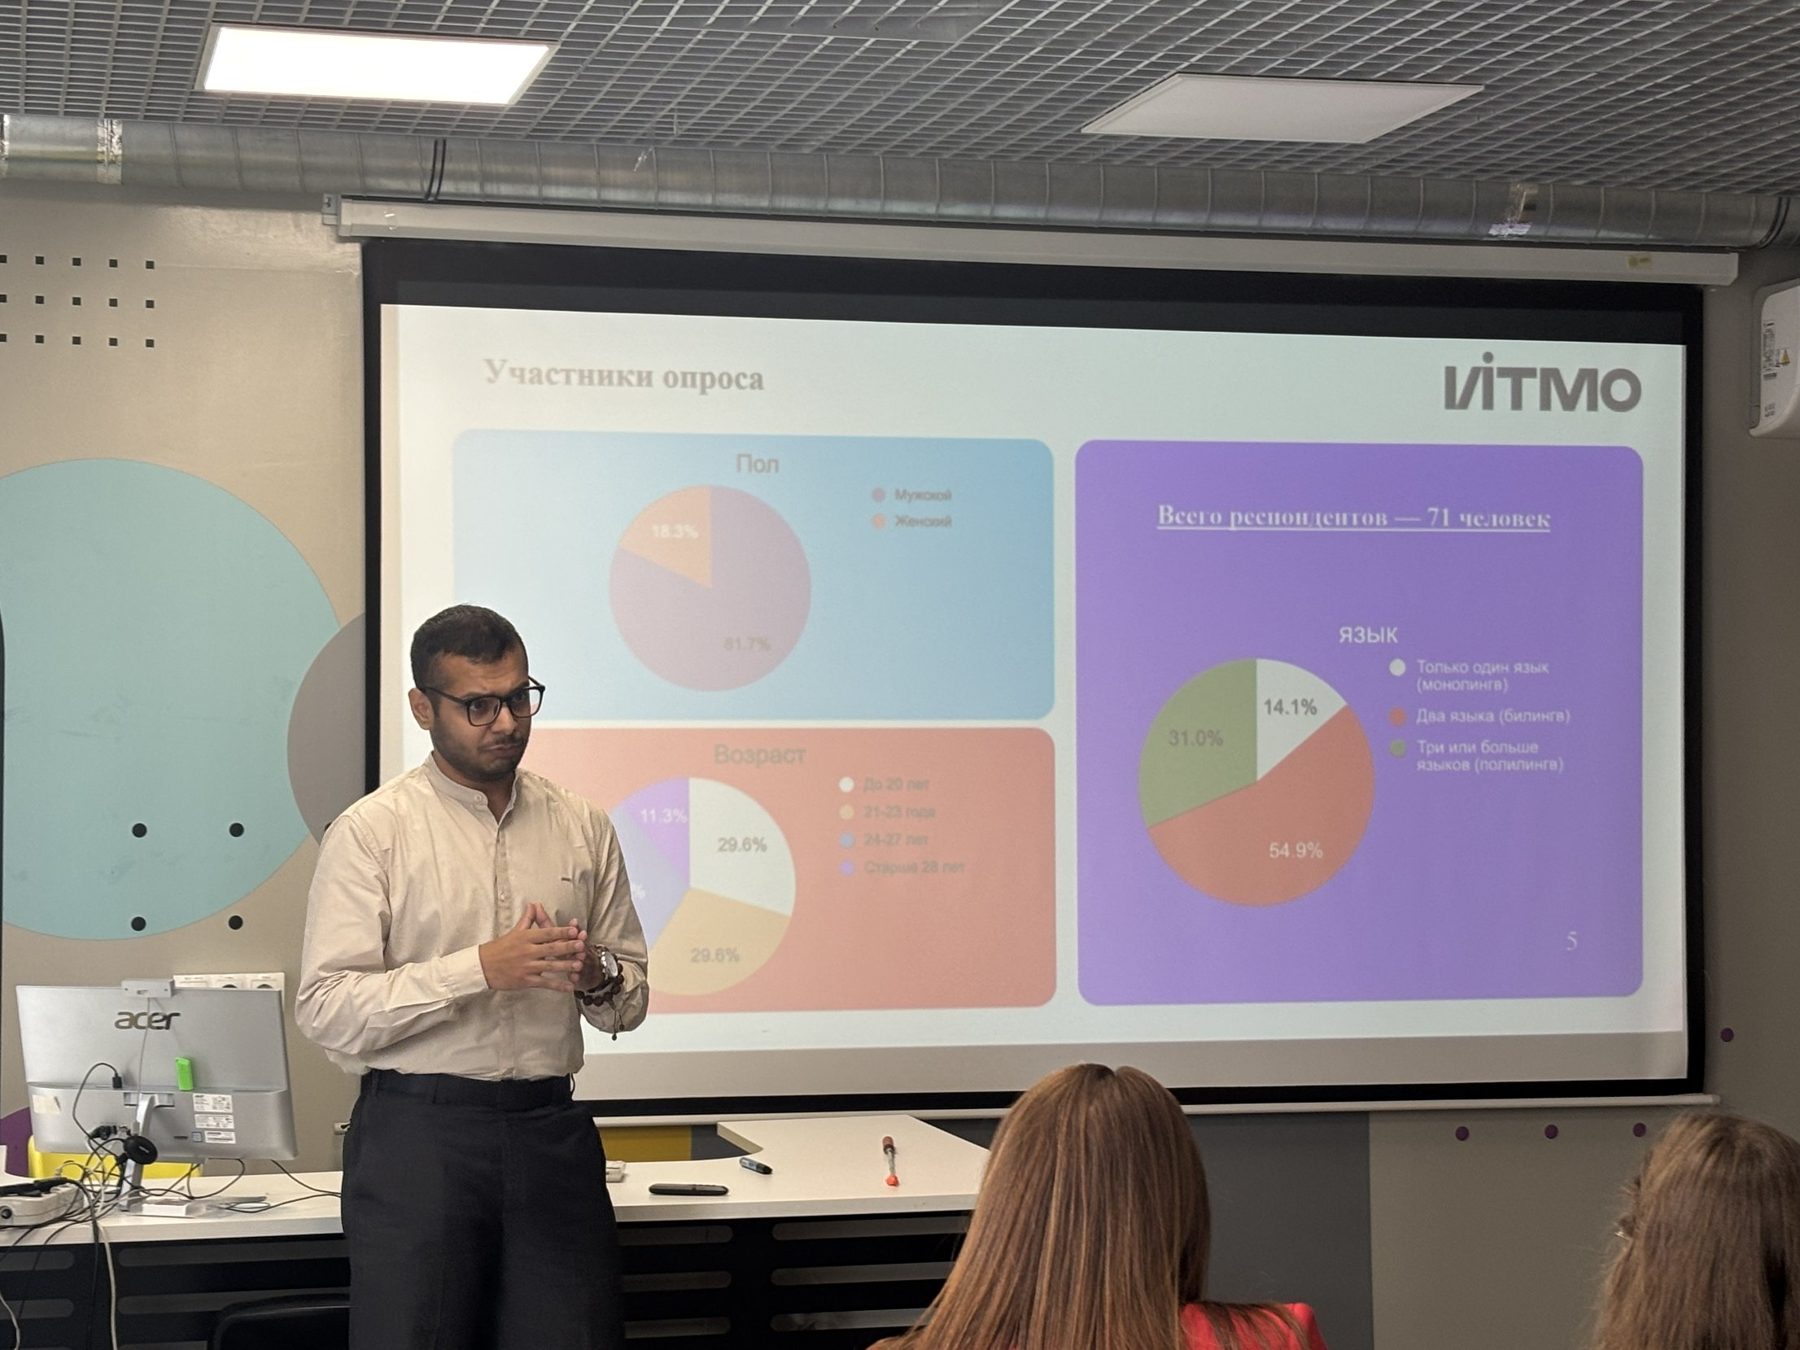 Участники опроса
ITMO
Пол
Мужской
Женский
18.3%
81.7%
Всего респондентов — 71 человек
ЯЗЫК
Только один язык
(монолингв)
Два языка (билингв)
Три или больше
языков (полилингв)
14.1%
31.0%
54.9%
Возраст
До 20 лет
21-23 года
24-27 лет
Старше 28 лет
11.3%
29.6%
%
29.6%
5
acer